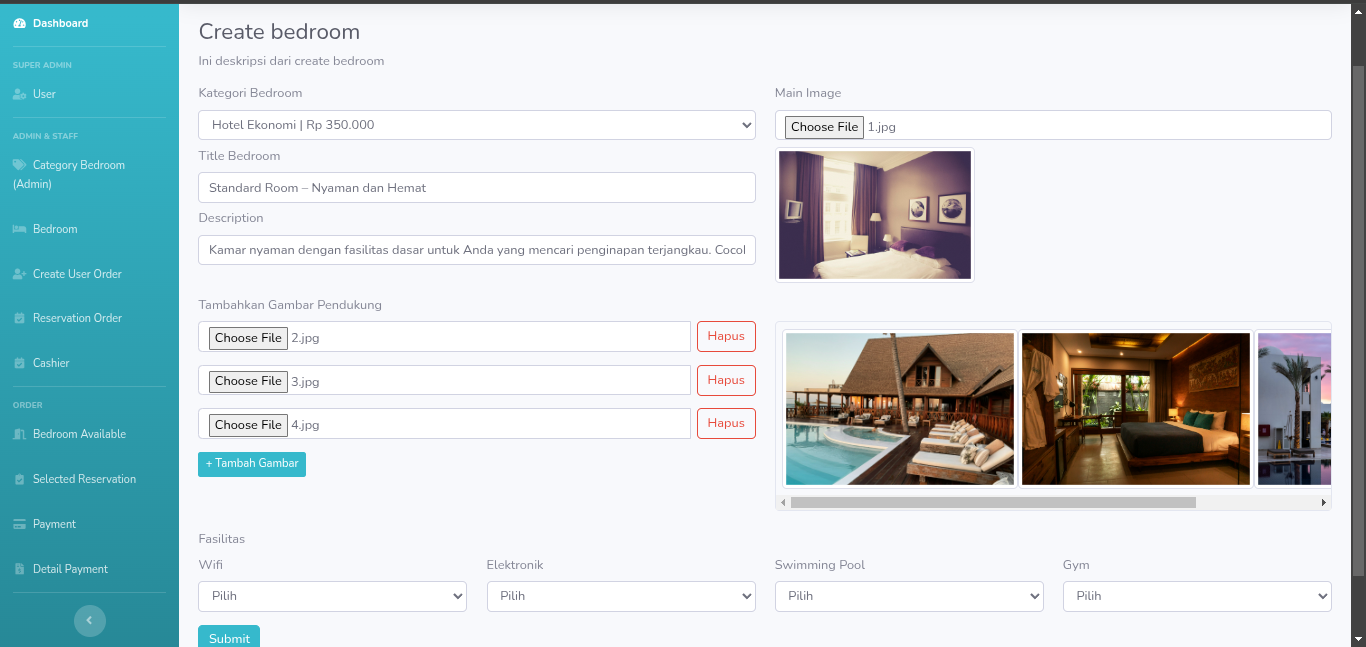 Dashboard
SUPER ADMIN
User
ADMIN & STAFF
Category Bedroom
(Admin)
Bedroom
Create User Order
Reservation Order
Cashier
ORDER
Bedroom Available
Selected Reservation
Payment
Detail Payment
Create bedroom
Ini deskripsi dari create bedroom
Kategori Bedroom
Hotel Ekonomi | Rp 350.000
Title Bedroom
Standard Room – Nyaman dan Hemat
Description
Kamar nyaman dengan fasilitas dasar untuk Anda yang mencari penginapan terjangkau. Cocol
Main Image
Choose File 1.jpg
Tambahkan Gambar Pendukung
Choose File 2.jpg Hapus
Choose File 3.jpg Hapus
Choose File 4.jpg Hapus
+ Tambah Gambar
Fasilitas
Wifi
Pilih
Elektronik
Pilih
Swimming Pool
Pilih
Gym
Pilih
Submit